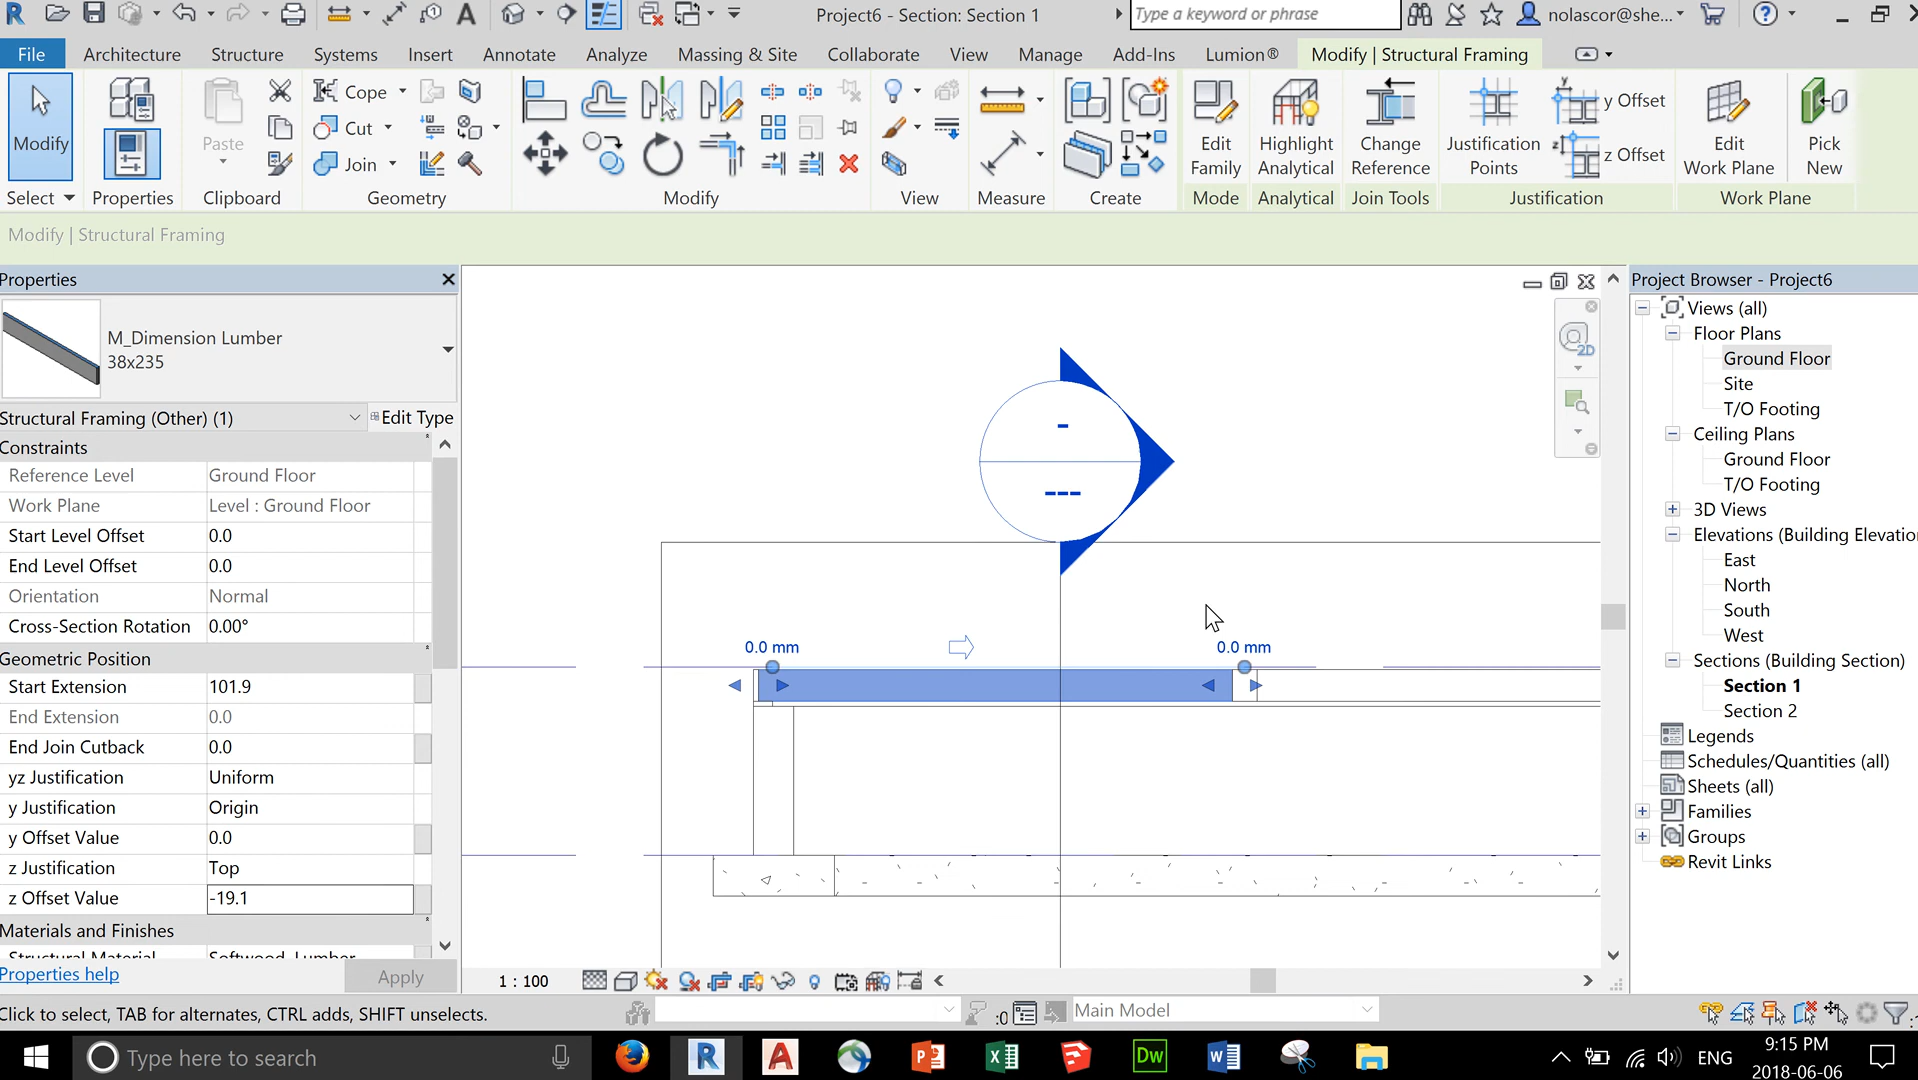 Project6 - Section: Section 1
Type a keyword or phrase
nolascor@she...
File
Architecture
Structure
Systems
Insert
Annotate
Analyze
Massing & Site
Collaborate
View
Manage
Add-Ins
Lumion®
Modify | Structural Framing
Modify
Paste
Cope
Cut
Join
Edit Family
Highlight Analytical
Change Reference
Justification Points
y Offset
z Offset
Edit Work Plane
Pick New
Select
Properties
Clipboard
Geometry
Modify
View
Measure
Create
Mode
Analytical
Join Tools
Justification
Work Plane
Modify | Structural Framing
Properties
M_Dimension Lumber
38x235
Structural Framing (Other) (1)
Edit Type
Constraints
Reference Level Ground Floor
Work Plane Level : Ground Floor
Start Level Offset 0.0
End Level Offset 0.0
Orientation Normal
Cross-Section Rotation 0.00°
Geometric Position
Start Extension 101.9
End Extension 0.0
End Join Cutback 0.0
yz Justification Uniform
y Justification Origin
y Offset Value 0.0
z Justification Top
z Offset Value -19.1
Materials and Finishes
Structural Material Softwood, Lumber
Properties help
Apply
2D
-
---
0.0 mm
0.0 mm
Project Browser - Project6
Views (all)
Floor Plans
Ground Floor
Site
T/O Footing
Ceiling Plans
Ground Floor
T/O Footing
3D Views
Elevations (Building Elevatio
East
North
South
West
Sections (Building Section)
Section 1
Section 2
Legends
Schedules/Quantities (all)
Sheets (all)
Families
Groups
Revit Links
1 : 100
Click to select, TAB for alternates, CTRL adds, SHIFT unselects.
:0
Main Model
Type here to search
Dw
ENG
9:15 PM
2018-06-06